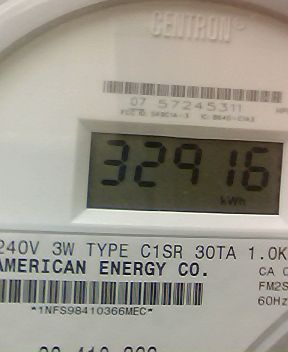 CENTRON®
07 57245311
32916
kWh
240V 3W TYPE C1SR 30TA 1.0K
AMERICAN ENERGY CO. CA
FM2S
60Hz
*1NFS98410366MEC*